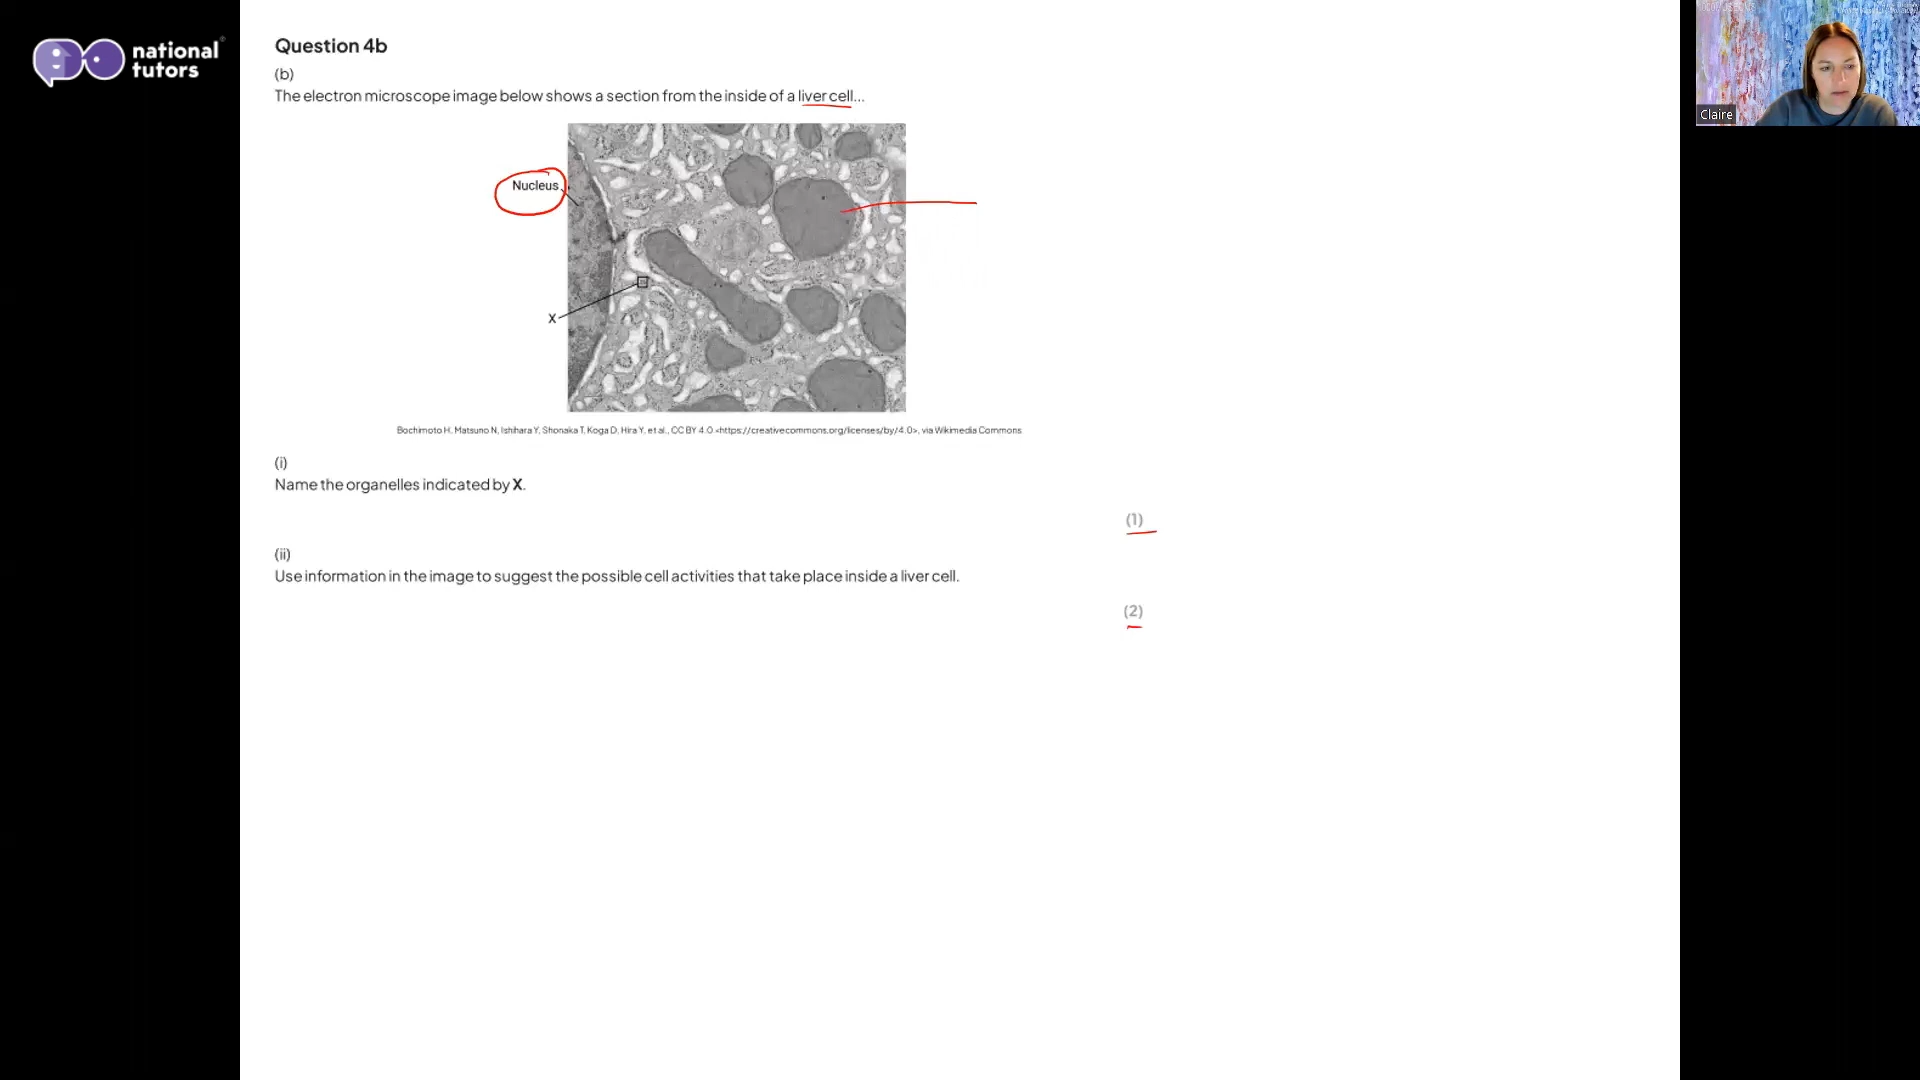 national
tutors
Question 4b
(b)
The electron microscope image below shows a section from the inside of a liver cell...
Nucleus
X
Bochimoto H, Matsuno N, Ishihara Y, Shonaka T, Koga D, Hira Y, et al., CC BY 4.0 <https://creativecommons.org/licenses/by/4.0>, via Wikimedia Commons
(i)
Name the organelles indicated by X.
(1)
(ii)
Use information in the image to suggest the possible cell activities that take place inside a liver cell.
(2)
Claire